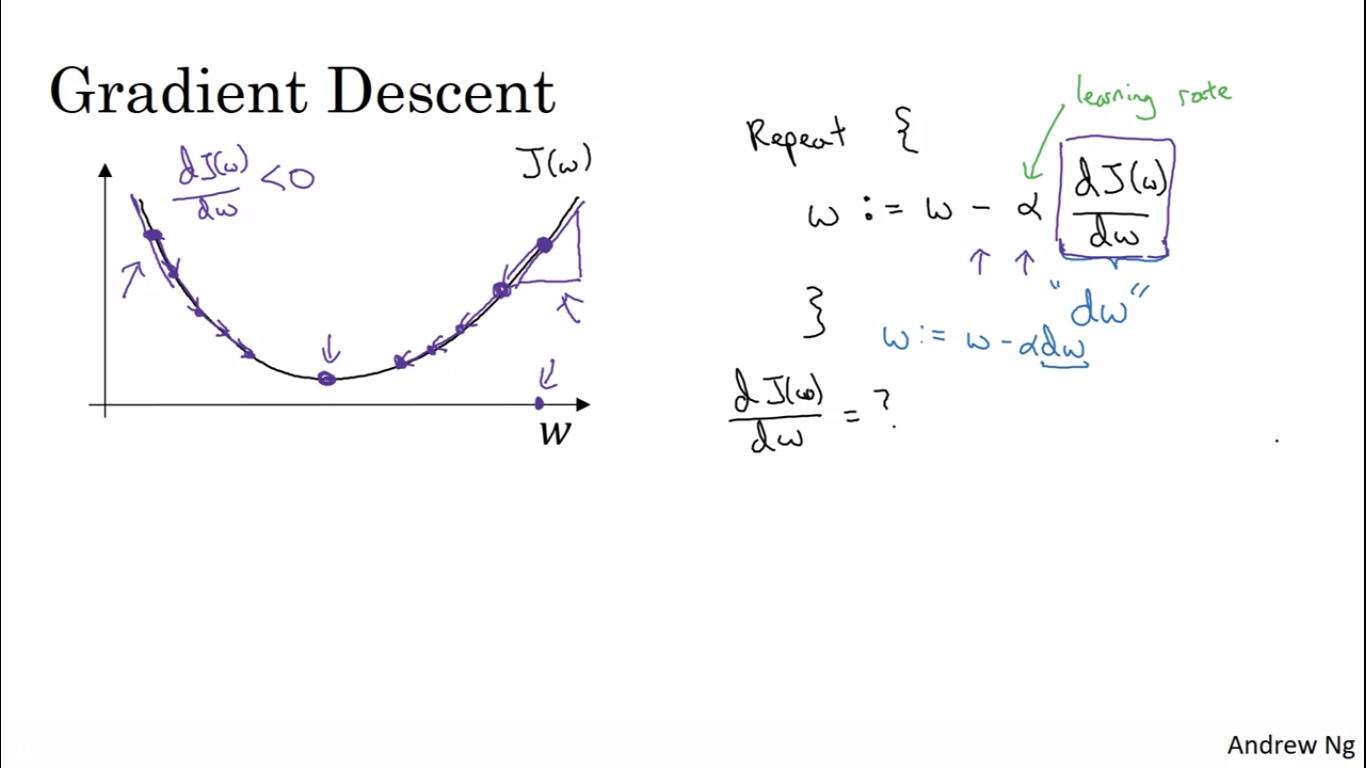 Gradient Descent
dJ(w)/dw < 0
J(w)
w
learning rate
Repeat {
w := w - α dJ(w)/dw
"dw"
}
w := w - αdw
dJ(w)/dw = ?
Andrew Ng